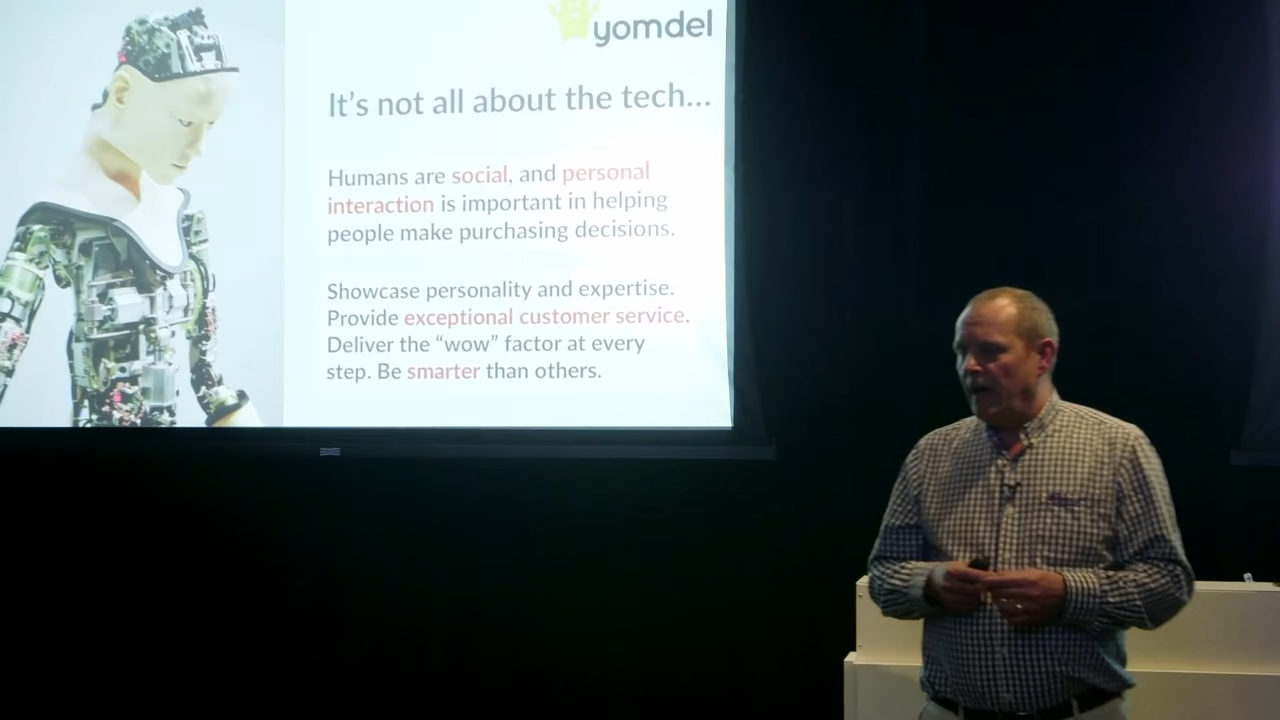 yomdel
It's not all about the tech...
Humans are social, and personal
interaction is important in helping
people make purchasing decisions.
Showcase personality and expertise.
Provide exceptional customer service.
Deliver the “wow” factor at every
step. Be smarter than others.